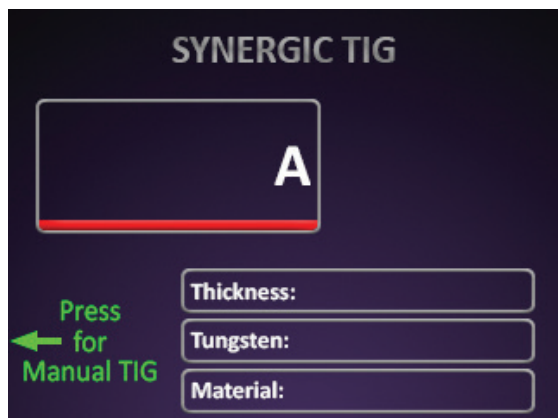 SYNERGIC TIG
A
Thickness:
Press
for
Manual TIG
Tungsten:
Material: